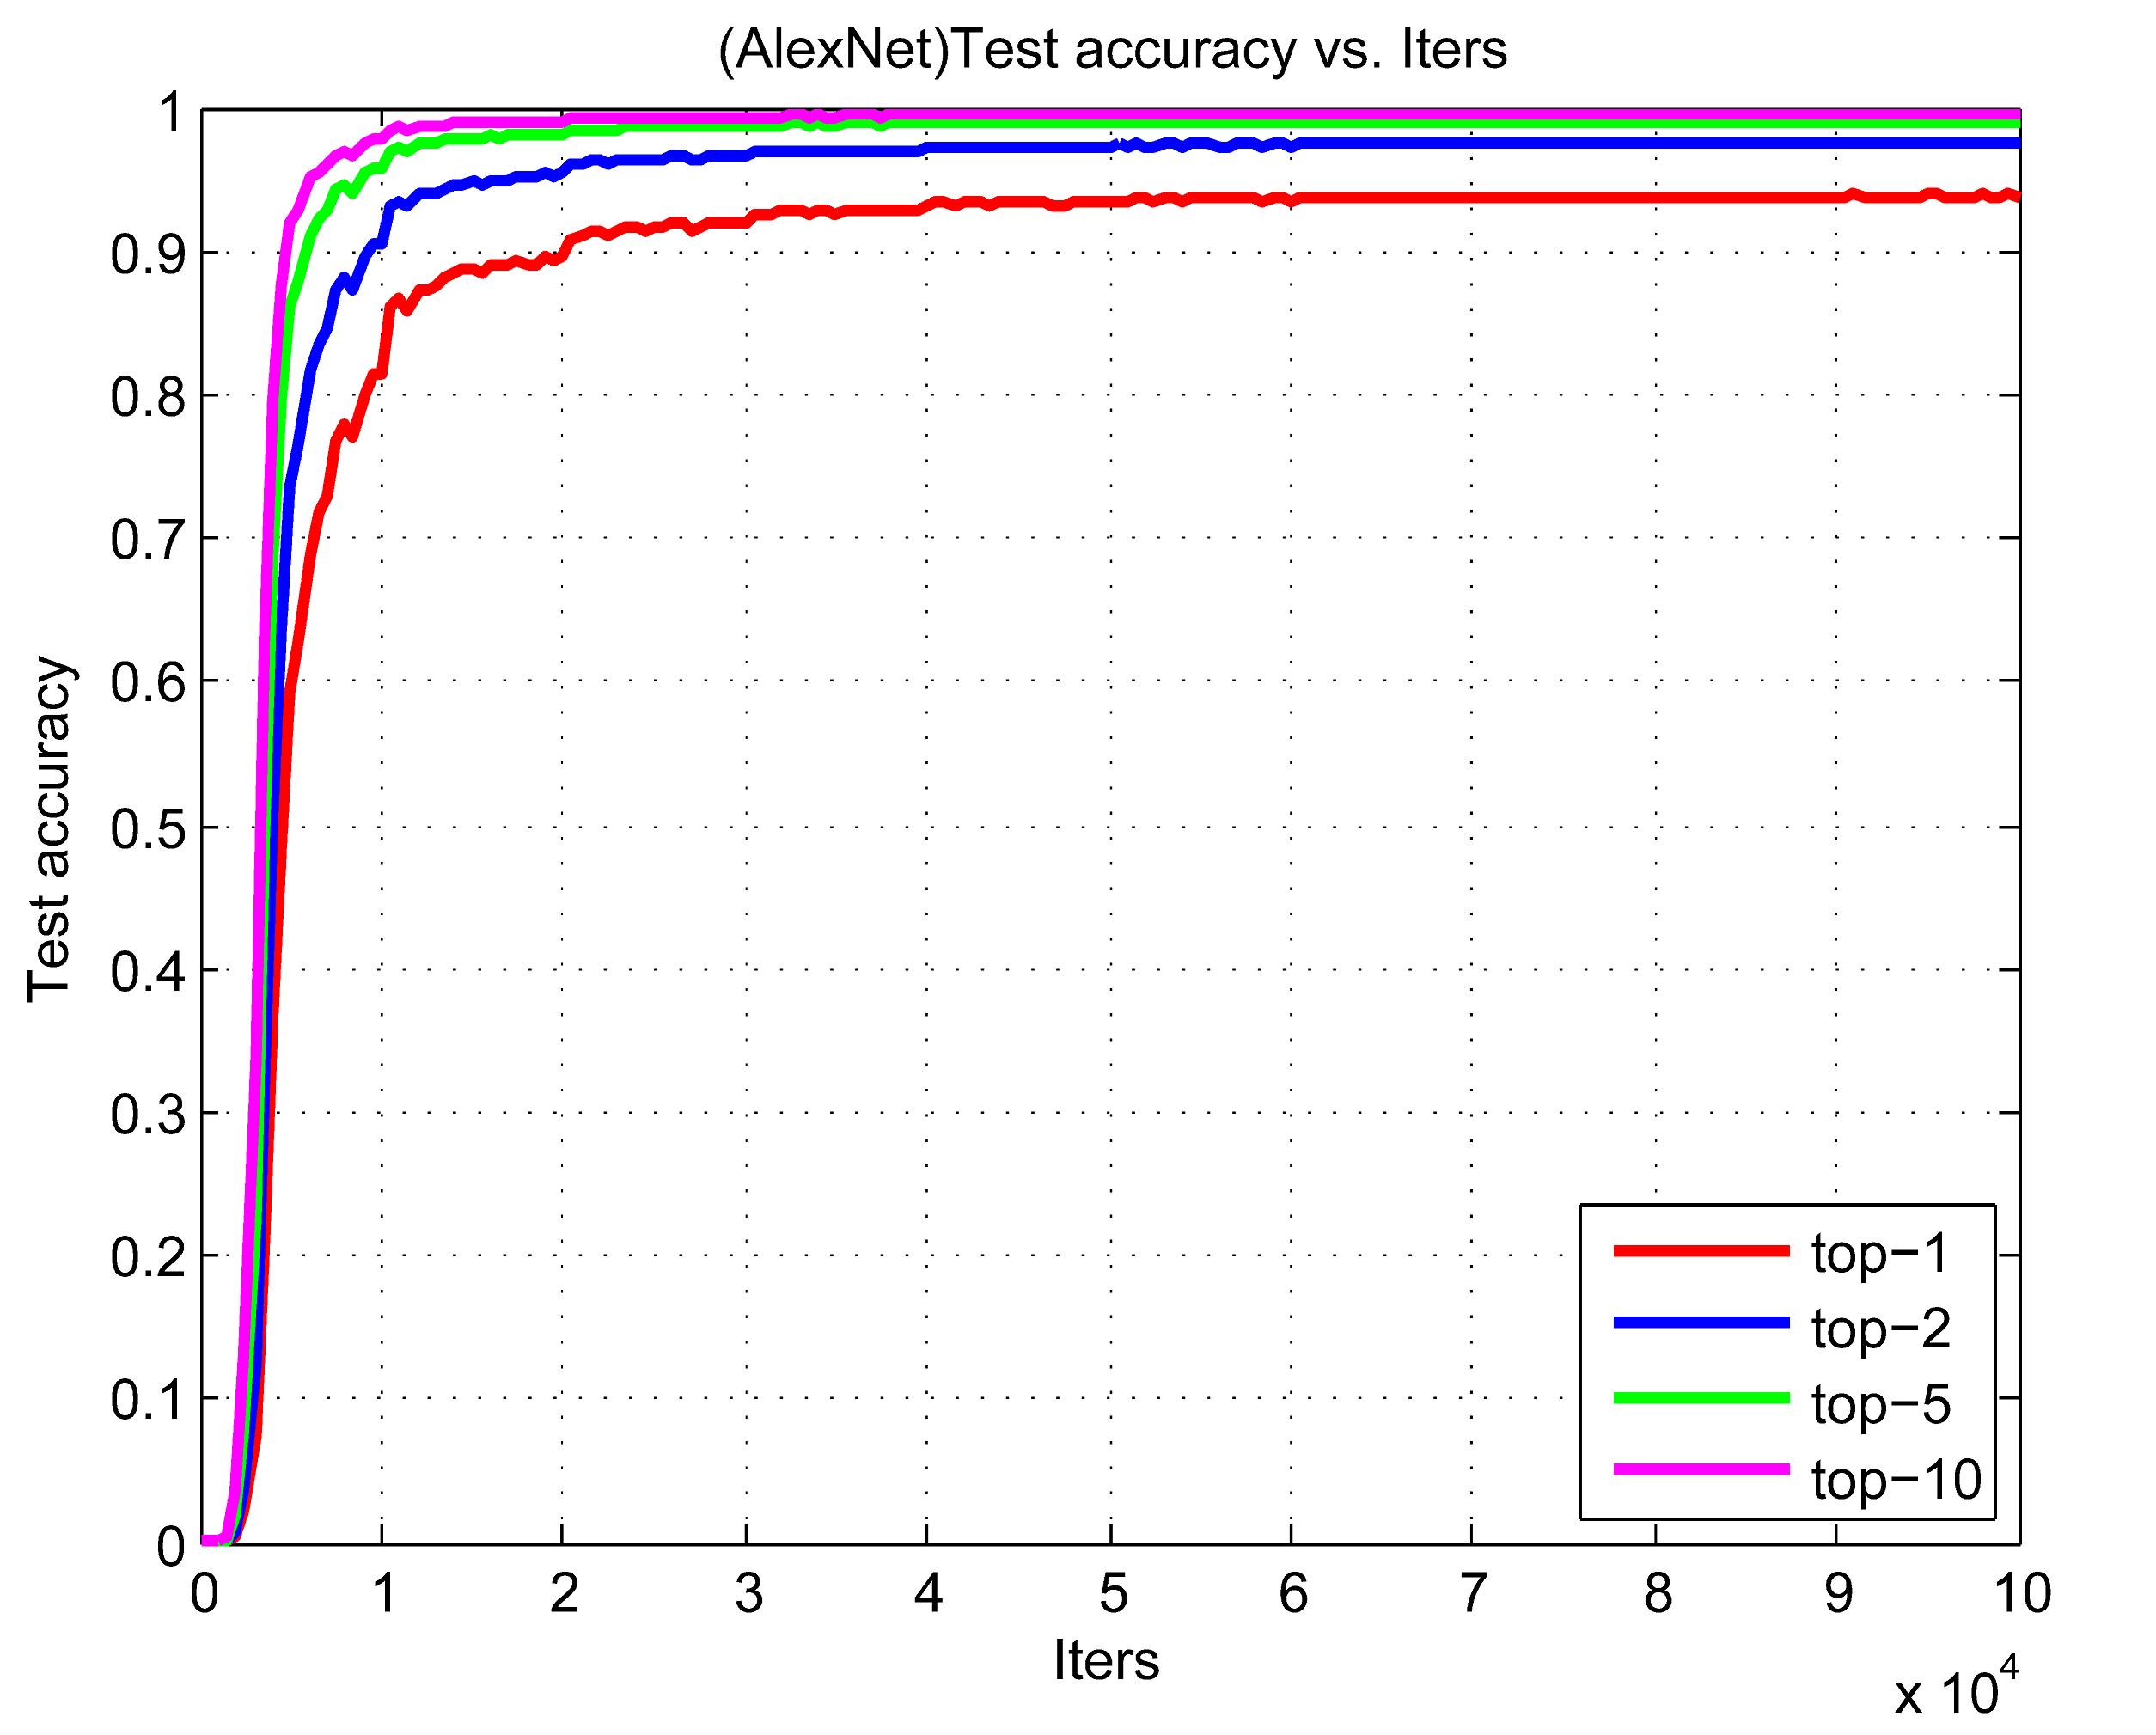 (AlexNet)Test accuracy vs. Iters
Test accuracy
1
0.9
0.8
0.7
0.6
0.5
0.4
0.3
0.2
0.1
0
top−1
top−2
top−5
top−10
0 1 2 3 4 5 6 7 8 9 10
Iters
x 10⁴